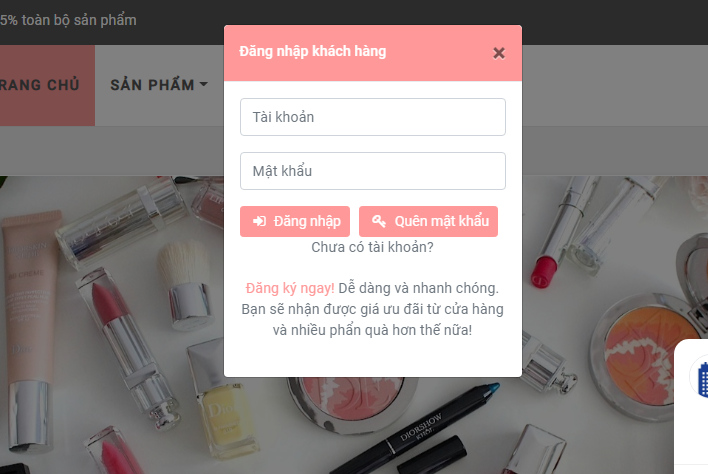 5% toàn bộ sản phẩm
RANG CHỦ
SẢN PHẨM
Đăng nhập khách hàng
×
Tài khoản
Mật khẩu
Đăng nhập
Quên mật khẩu
Chưa có tài khoản?
Đăng ký ngay! Dễ dàng và nhanh chóng.
Bạn sẽ nhận được giá ưu đãi từ cửa hàng
và nhiều phần quà hơn thế nữa!
Dior
DIORSHOW
KHÔL